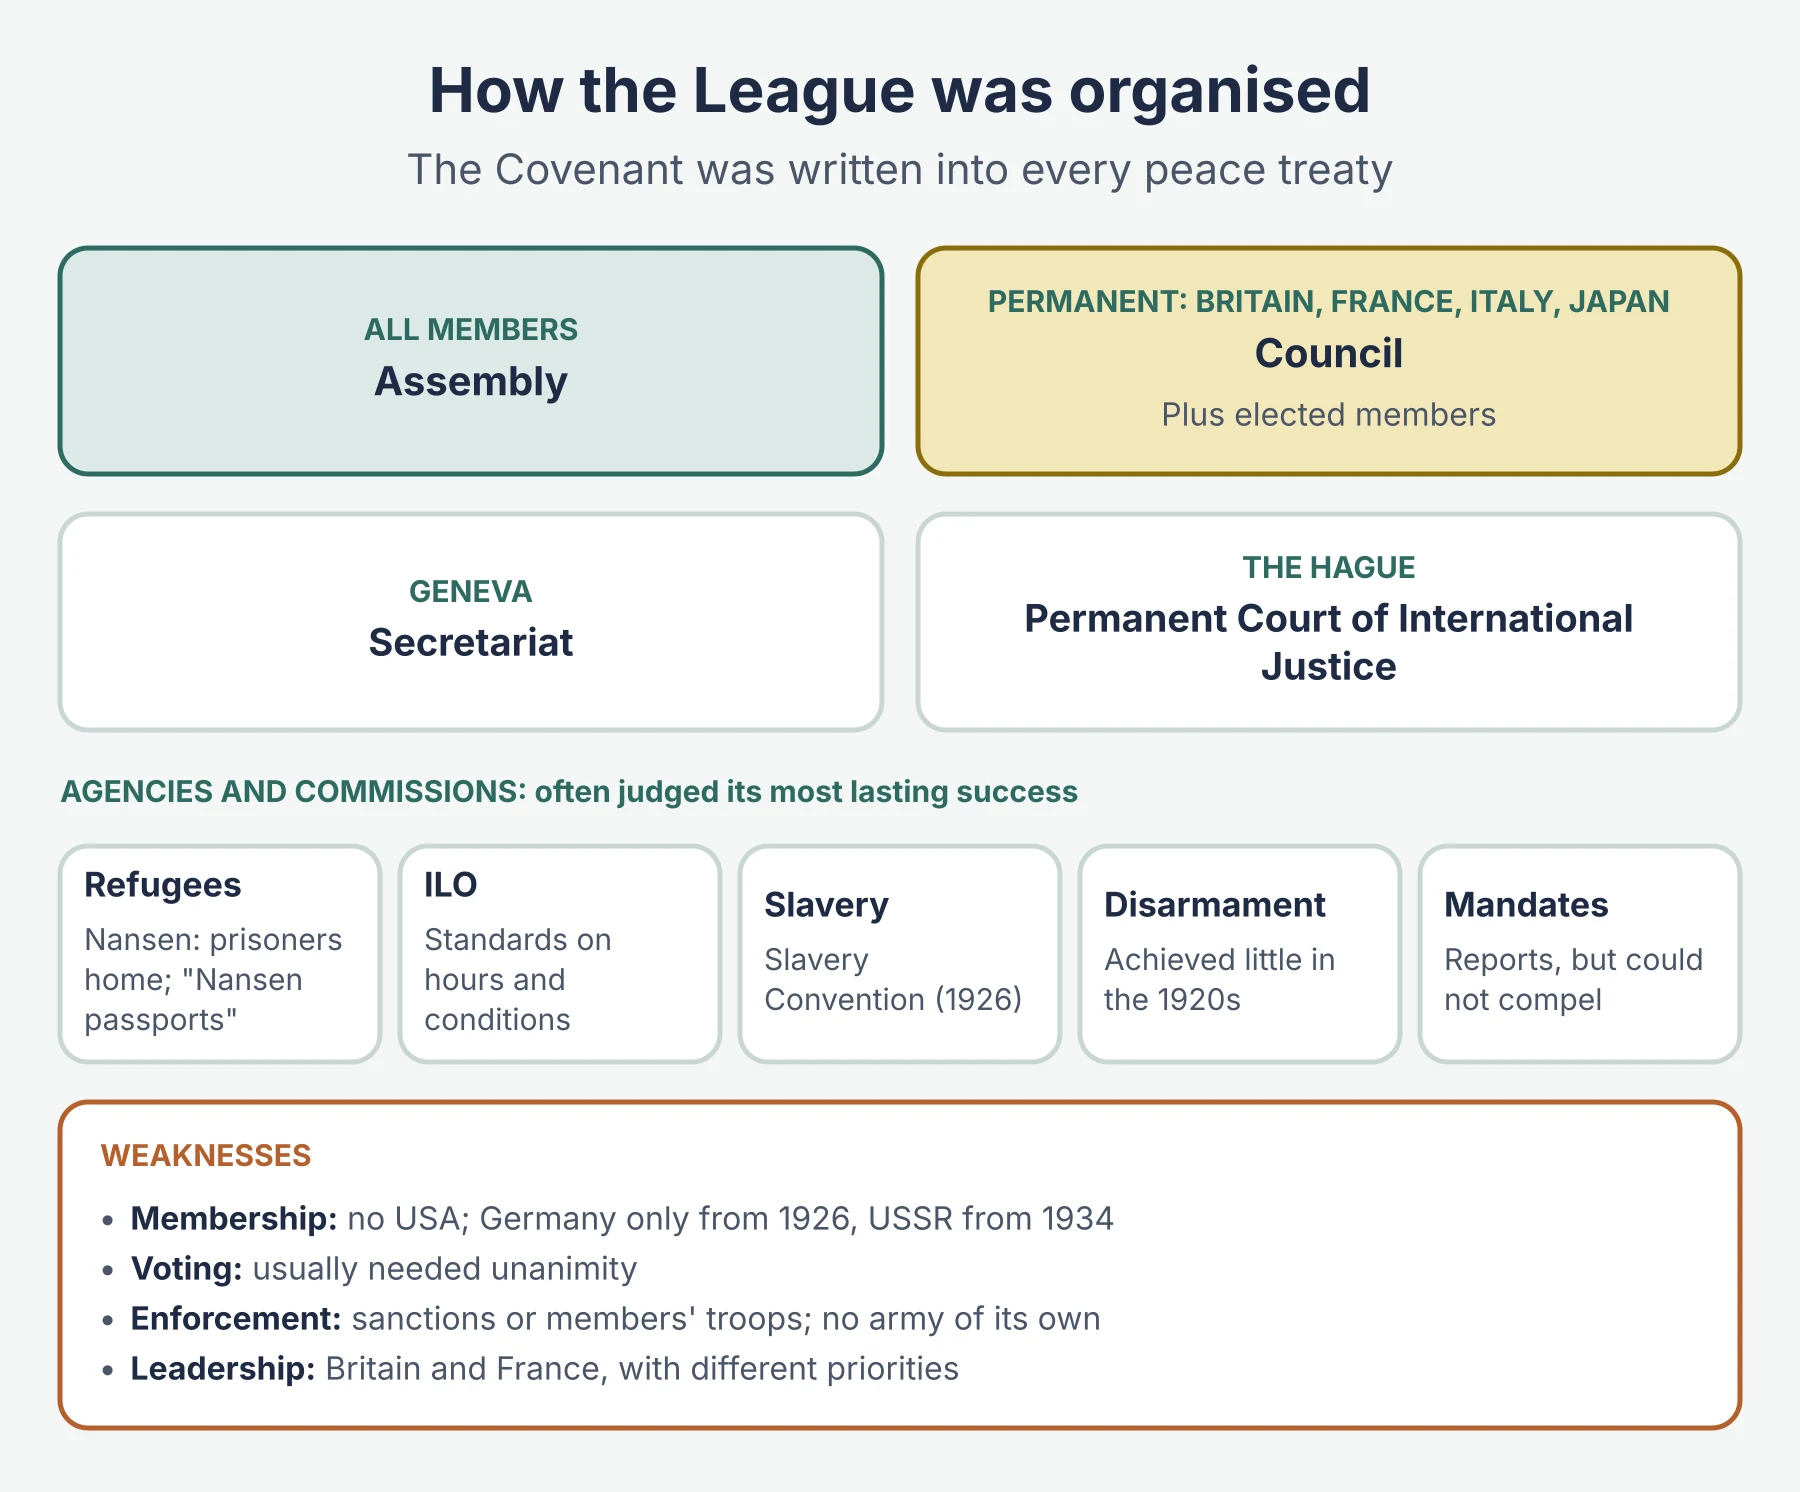 How the League was organised
The Covenant was written into every peace treaty
ALL MEMBERS
Assembly
PERMANENT: BRITAIN, FRANCE, ITALY, JAPAN
Council
Plus elected members
GENEVA
Secretariat
THE HAGUE
Permanent Court of International
Justice
AGENCIES AND COMMISSIONS: often judged its most lasting success
Refugees
Nansen: prisoners
home; "Nansen
passports"
ILO
Standards on
hours and
conditions
Slavery
Slavery
Convention (1926)
Disarmament
Achieved little in
the 1920s
Mandates
Reports, but could
not compel
WEAKNESSES
• Membership: no USA; Germany only from 1926, USSR from 1934
• Voting: usually needed unanimity
• Enforcement: sanctions or members' troops; no army of its own
• Leadership: Britain and France, with different priorities